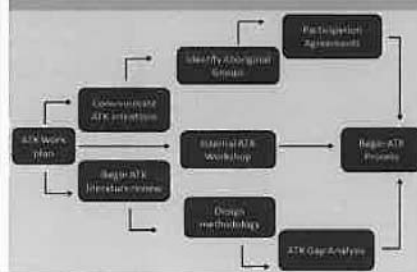 Participation
Agreements
Identify Aboriginal
Groups
Communicate
ATK intentions
ATK Work
plan
Internal ATK
Workshop
Begin ATK
Process
Begin ATK
literature review
Design
methodology
ATK Gap Analysis